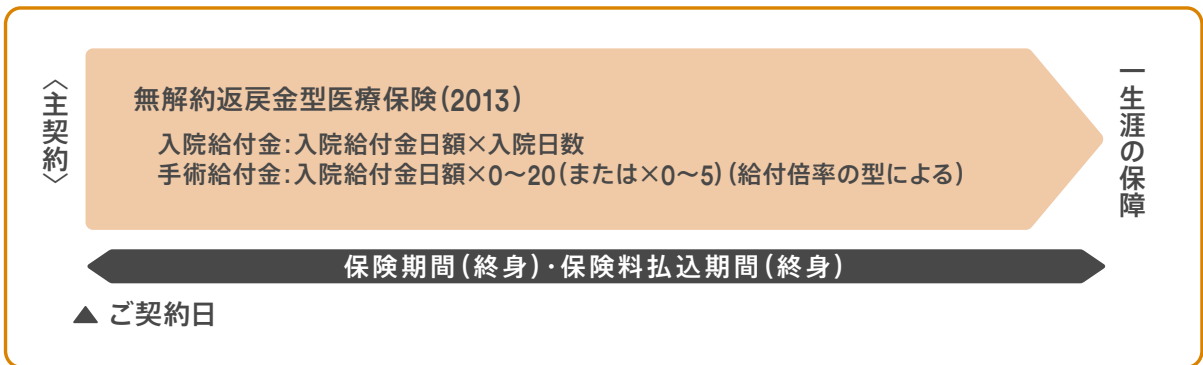 〈主契約〉
無解約返戻金型医療保険(2013)
入院給付金:入院給付金日額×入院日数
手術給付金:入院給付金日額×0〜20(または×0〜5)(給付倍率の型による)
一生涯の保障
保険期間(終身)・保険料払込期間(終身)
▲ ご契約日